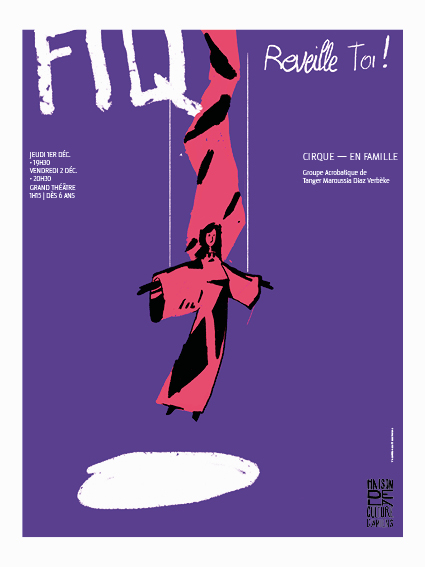 FIQ
Reveille Toi !
JEUDI 1ER DÉC.
• 19H30
VENDREDI 2 DÉC.
• 20H30
GRAND THÉÂTRE
1H15 | DÈS 6 ANS
CIRQUE — EN FAMILLE
Groupe Acrobatique de
Tanger Maroussia Diaz Verbèke
MAISON
DE LA
CULTURE
D'AMIENS